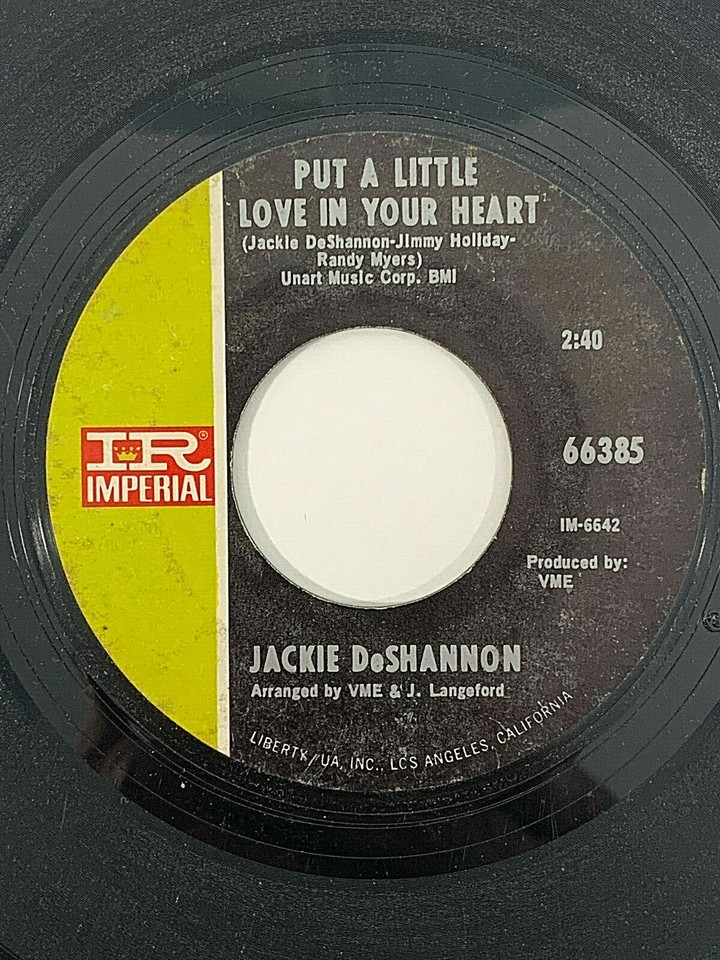 PUT A LITTLE
LOVE IN YOUR HEART
(Jackie DeShannon-Jimmy Holiday-
Randy Myers)
Unart Music Corp. BMI
2:40
IR®
IMPERIAL
66385
IM-6642
Produced by:
VME
JACKIE DeSHANNON
Arranged by VME & J. Langeford
LIBERTY/UA, INC., LOS ANGELES, CALIFORNIA